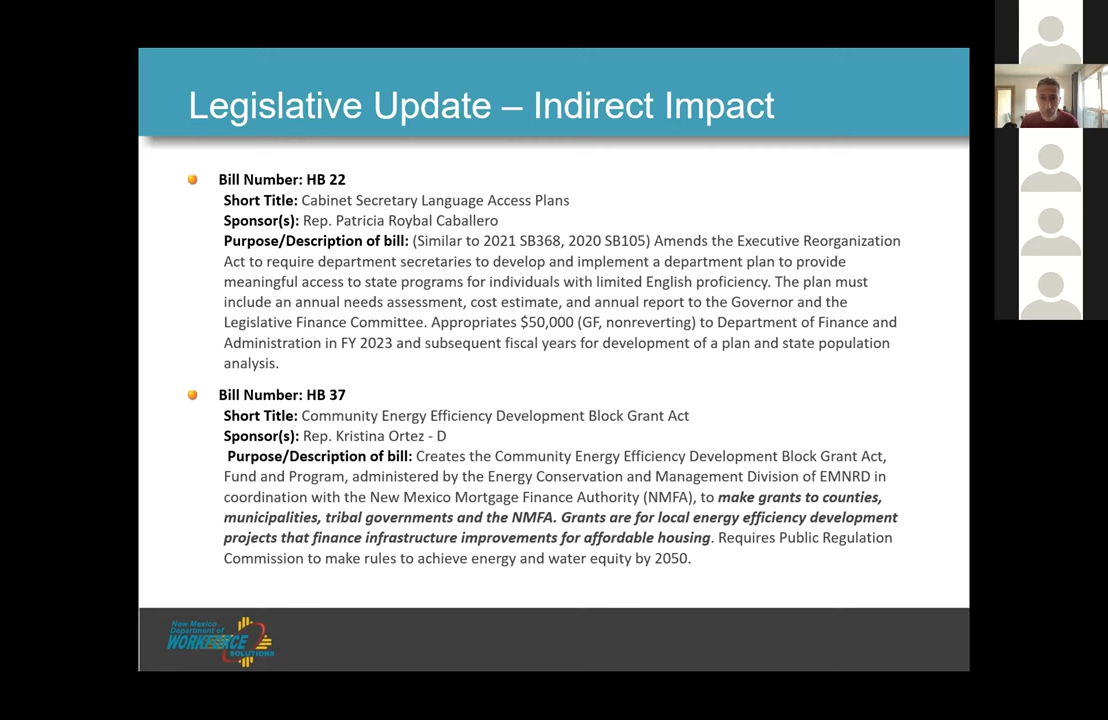 Legislative Update – Indirect Impact
Bill Number: HB 22
Short Title: Cabinet Secretary Language Access Plans
Sponsor(s): Rep. Patricia Roybal Caballero
Purpose/Description of bill: (Similar to 2021 SB368, 2020 SB105) Amends the Executive Reorganization
Act to require department secretaries to develop and implement a department plan to provide
meaningful access to state programs for individuals with limited English proficiency. The plan must
include an annual needs assessment, cost estimate, and annual report to the Governor and the
Legislative Finance Committee. Appropriates $50,000 (GF, nonreverting) to Department of Finance and
Administration in FY 2023 and subsequent fiscal years for development of a plan and state population
analysis.
Bill Number: HB 37
Short Title: Community Energy Efficiency Development Block Grant Act
Sponsor(s): Rep. Kristina Ortez - D
Purpose/Description of bill: Creates the Community Energy Efficiency Development Block Grant Act,
Fund and Program, administered by the Energy Conservation and Management Division of EMNRD in
coordination with the New Mexico Mortgage Finance Authority (NMFA), to make grants to counties,
municipalities, tribal governments and the NMFA. Grants are for local energy efficiency development
projects that finance infrastructure improvements for affordable housing. Requires Public Regulation
Commission to make rules to achieve energy and water equity by 2050.
New Mexico
Department of
WORKFORCE
SOLUTIONS